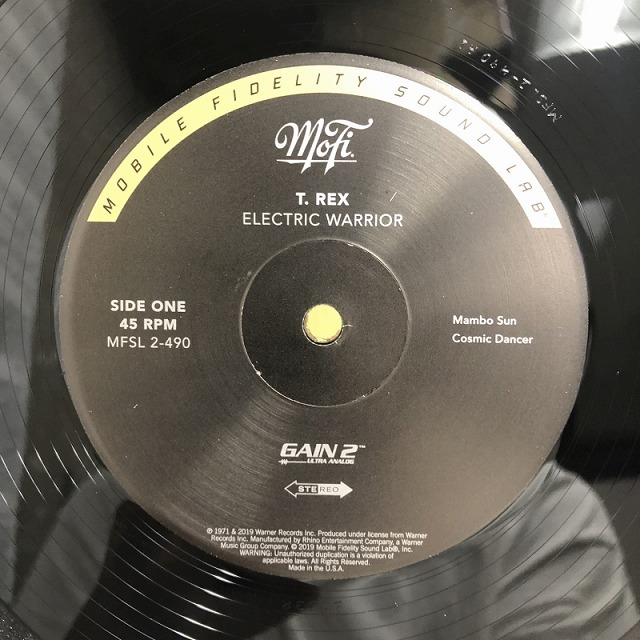 MOBILE FIDELITY SOUND LAB
MoFi
T. REX
ELECTRIC WARRIOR
SIDE ONE
45 RPM
MFSL 2-490
Mambo Sun
Cosmic Dancer
GAIN 2™
ULTRA ANALOG
STEREO
℗ 1971 & 2019 Warner Records Inc. Produced under license from Warner
Records Inc. Manufactured by Rhino Entertainment Company, a Warner
Music Group Company. © 2019 Mobile Fidelity Sound Lab®, Inc.
WARNING: Unauthorized duplication is a violation of
applicable laws. All Rights Reserved.
Made in the U.S.A.